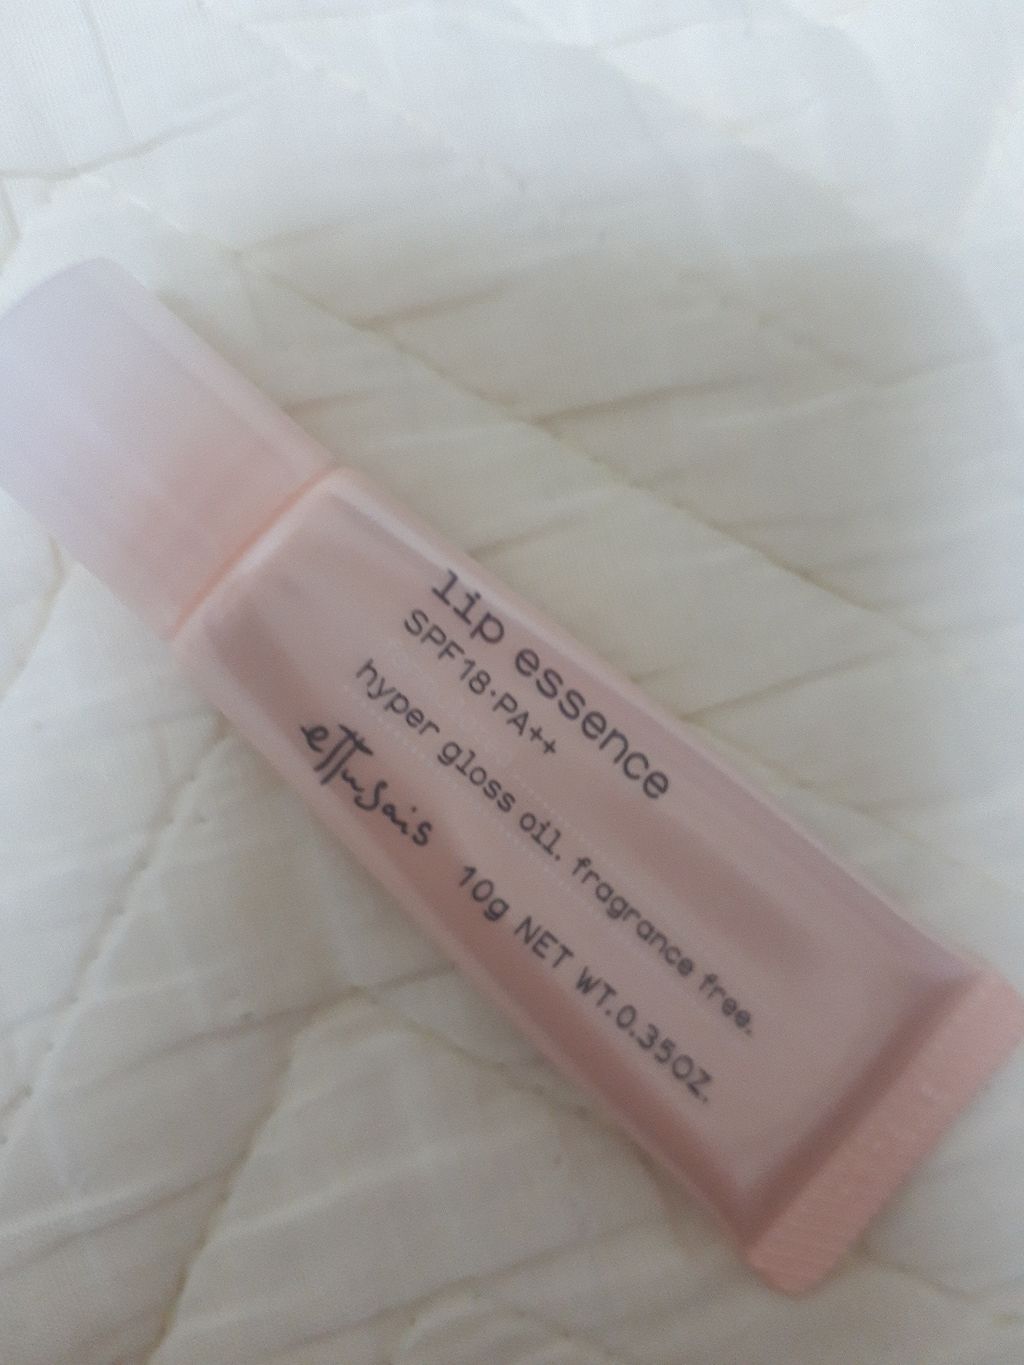 lip essence
SPF18·PA++
hyper gloss oil. fragrance free.
ettusais 10g NET WT.0.35OZ.